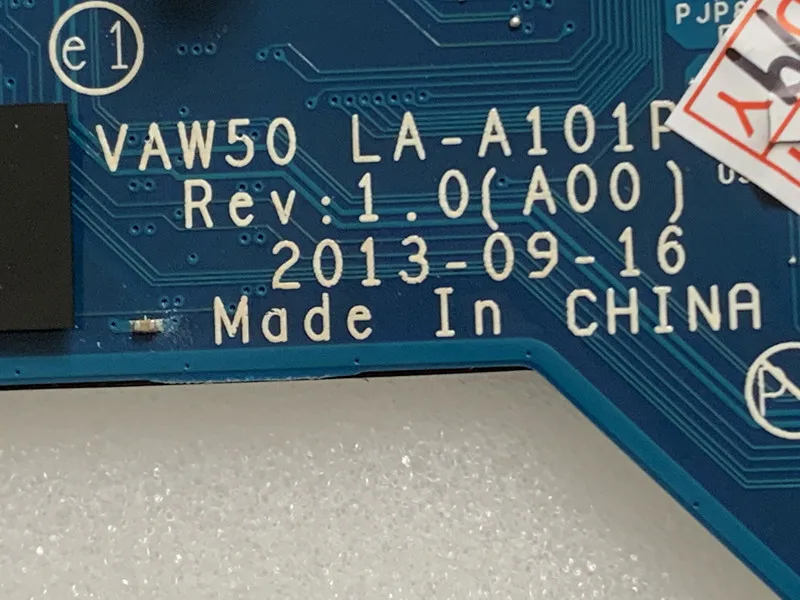 e1
VAW50 LA-A101P
Rev:1.0(A00)
2013-09-16
Made In CHINA